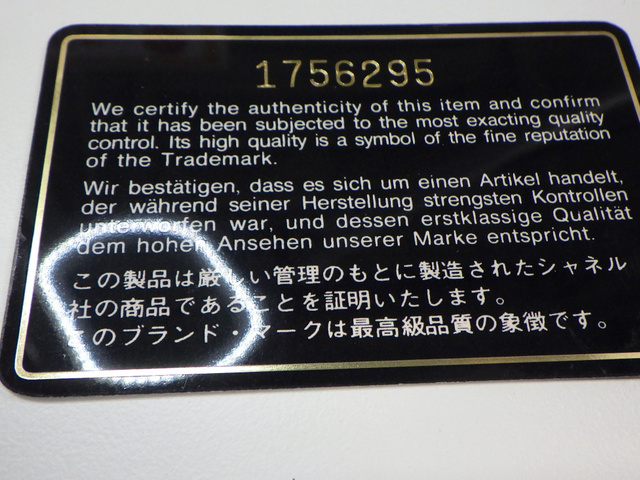 1756295
We certify the authenticity of this item and confirm
that it has been subjected to the most exacting quality
control. Its high quality is a symbol of the fine reputation
of the Trademark.
Wir bestätigen, dass es sich um einen Artikel handelt,
der während seiner Herstellung strengsten Kontrollen
unterworfen war, und dessen erstklassige Qualität
dem hohen Ansehen unserer Marke entspricht.
この製品は厳しい管理のもとに製造されたシャネル
社の商品であることを証明いたします。
このブランド・マークは最高級品質の象徴です。